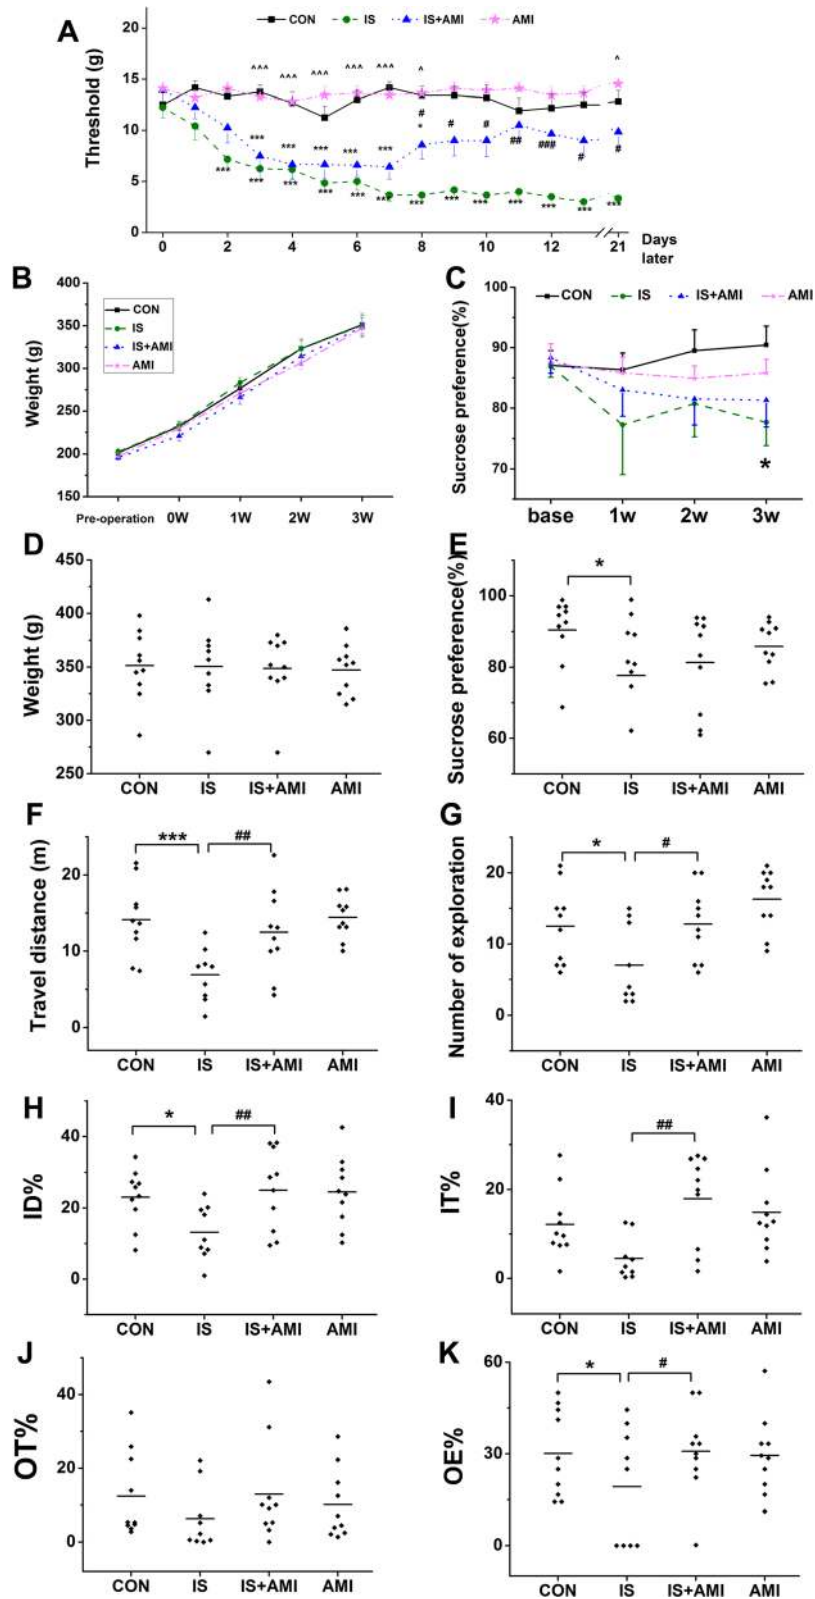 A
CON IS IS+AMI AMI
Threshold (g)
20
15
10
5
0
^^^ ^^^ ^^^ ^^^ ^^^ ^ ^
*** *** *** *** *** * # # # ## ### # #
*** *** *** *** *** *** *** *** *** *** *** *** ***
0 2 4 6 8 10 12 21 Days later
B
CON
IS
IS+AMI
AMI
Weight (g)
400
350
300
250
200
150
Pre-operation 0W 1W 2W 3W
C
CON IS IS+AMI AMI
Sucrose preference(%)
100
90
80
70
*
base 1w 2w 3w
D
Weight (g)
450
400
350
300
250
CON IS IS+AMI AMI
E
Sucrose preference(%)
*
100
80
60
CON IS IS+AMI AMI
F
Travel distance (m)
*** ##
20
10
0
CON IS IS+AMI AMI
G
Number of exploration
* #
20
10
0
CON IS IS+AMI AMI
H
ID%
* ##
40
20
0
CON IS IS+AMI AMI
I
IT%
##
40
20
0
CON IS IS+AMI AMI
J
OT%
40
20
0
CON IS IS+AMI AMI
K
OE%
* #
60
30
0
CON IS IS+AMI AMI